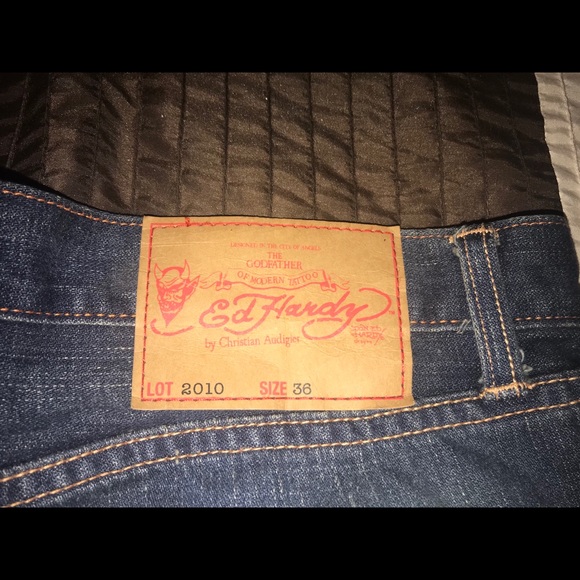 DESIGNED IN THE CITY OF ANGELS
THE
GODFATHER
OF MODERN TATTOO
Ed Hardy
by Christian Audigier
LOT 2010 SIZE 36